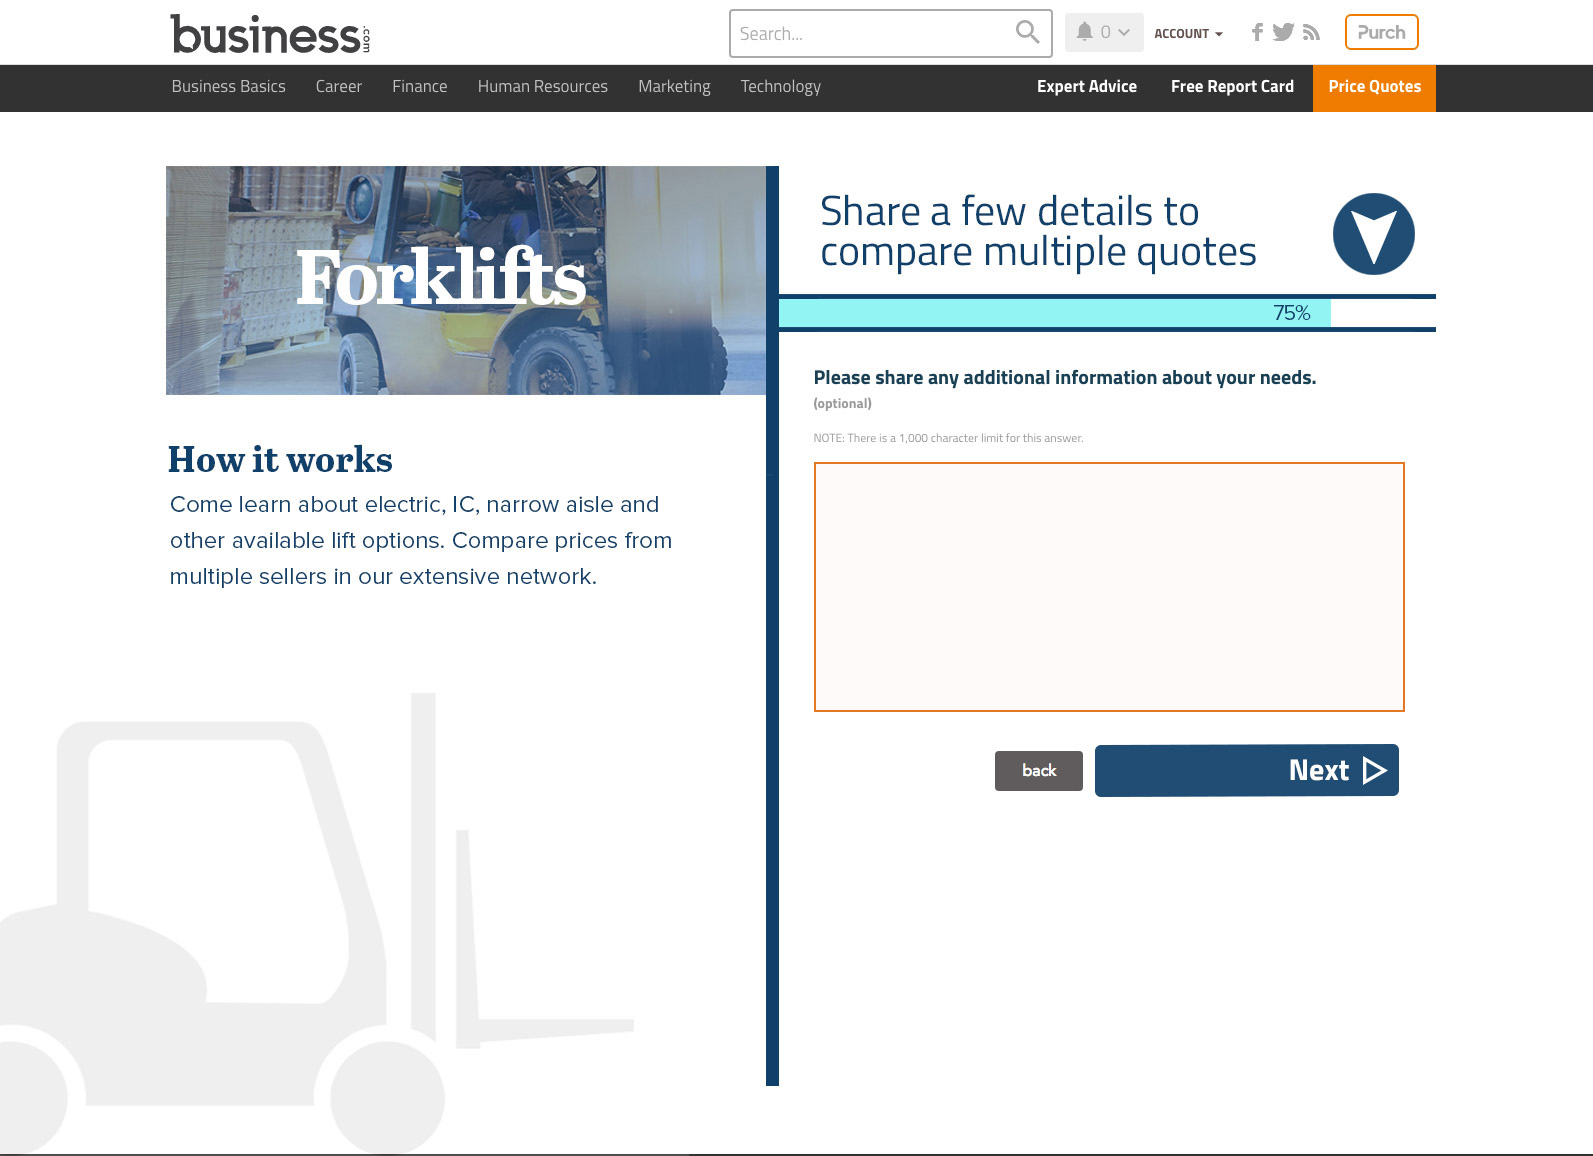 business.com
Search...
0
ACCOUNT
Purch
Business Basics Career Finance Human Resources Marketing Technology Expert Advice Free Report Card Price Quotes
Forklifts
How it works
Come learn about electric, IC, narrow aisle and
other available lift options. Compare prices from
multiple sellers in our extensive network.
Share a few details to
compare multiple quotes
75%
Please share any additional information about your needs.
(optional)
NOTE: There is a 1,000 character limit for this answer.
back
Next